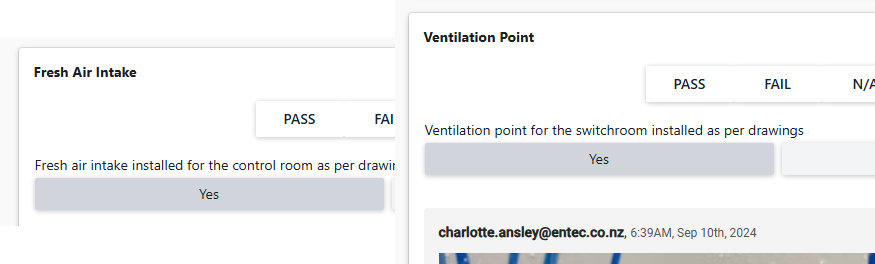 Fresh Air Intake
PASS
Fresh air intake installed for the control room as per
Yes
Ventilation Point
PASS FAIL
Ventilation point for the switchroom installed as per drawings
Yes
charlotte.ansley@entec.co.nz, 6:39AM, Sep 10th, 2024